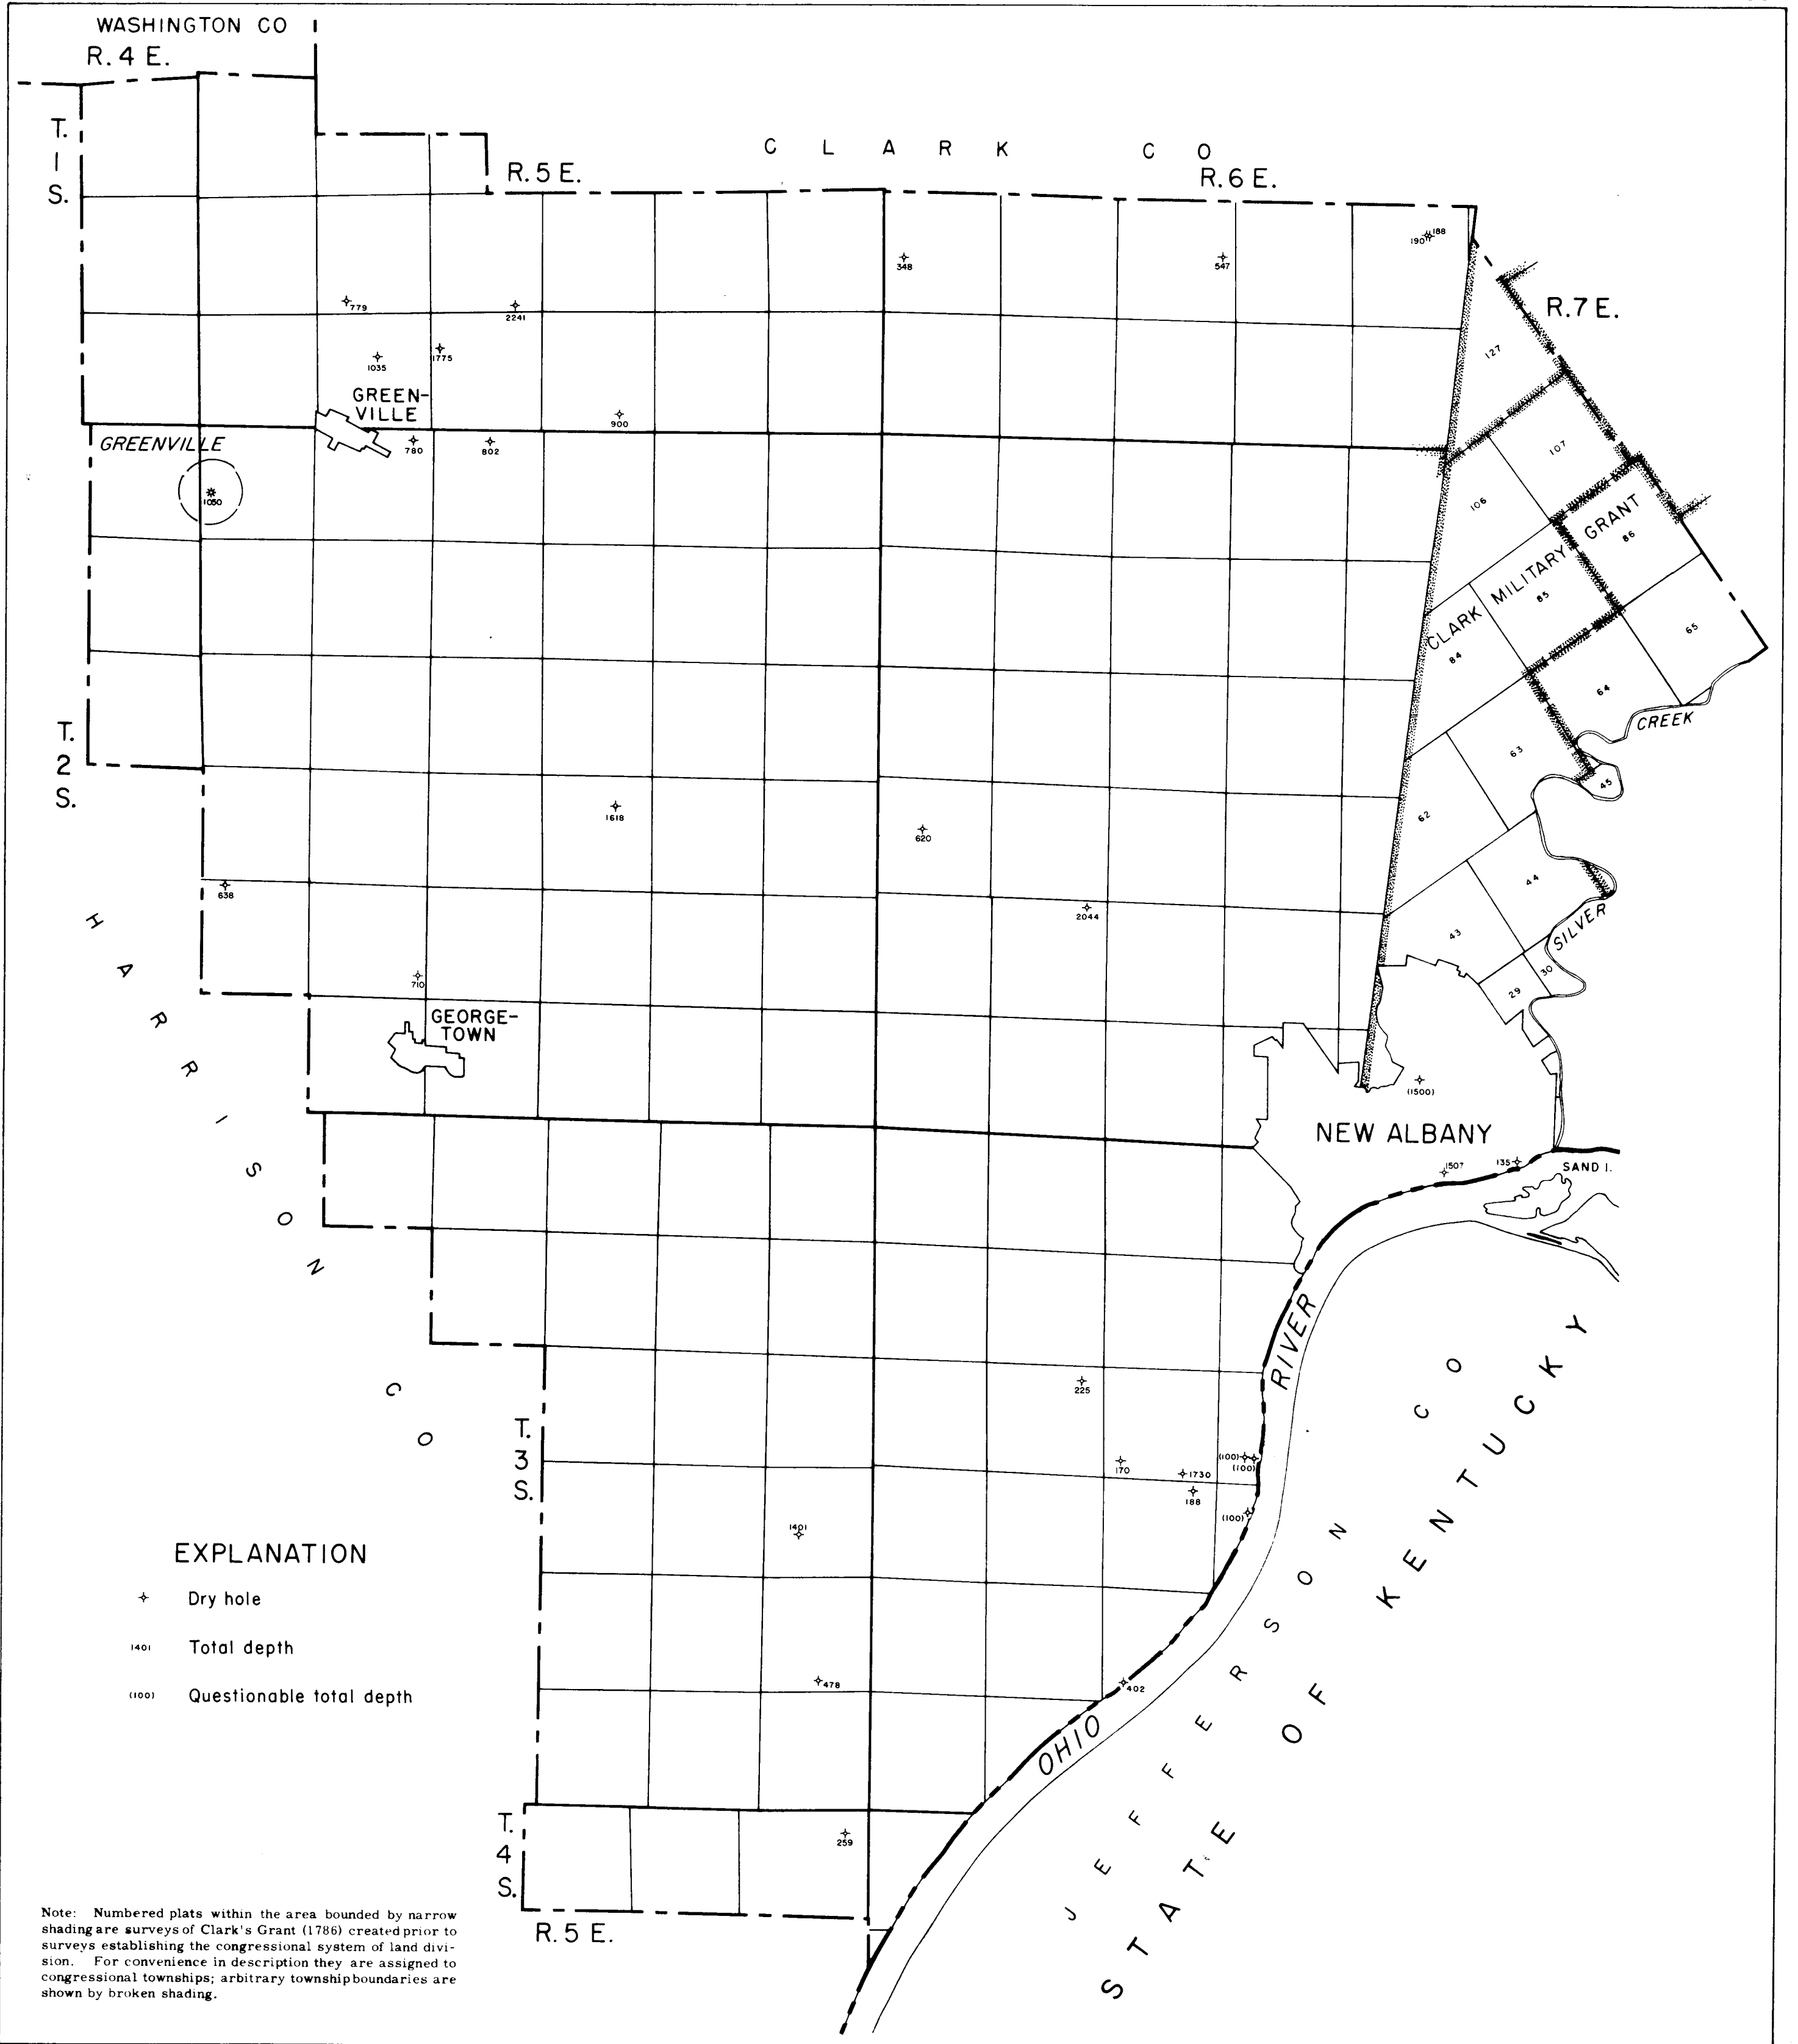 WASHINGTON CO
R. 4 E.
T.
1
S.
C L A R K C O
R. 5 E.
R. 6 E.
R. 7 E.
190 188
348
547
779
2241
1775
1035
127
GREEN-
VILLE
900
GREENVILLE
780
802
107
1050
106
CLARK MILITARY GRANT
86
85
84
65
64
CREEK
T.
2
S.
63
45
62
1618
620
44
638
2044
43
SILVER
30
29
710
GEORGE-
TOWN
(1500)
NEW ALBANY
1507
135
SAND I.
HARRISON CO
225
T.
3
S.
170
1730
(100)
(100)
188
(100)
1401
478
402
OHIO RIVER
JEFFERSON CO
STATE OF KENTUCKY
T.
4
S.
259
R. 5 E.
EXPLANATION
Dry hole
1401 Total depth
(100) Questionable total depth
Note: Numbered plats within the area bounded by narrow
shading are surveys of Clark's Grant (1786) created prior to
surveys establishing the congressional system of land divi-
sion. For convenience in description they are assigned to
congressional townships; arbitrary township boundaries are
shown by broken shading.